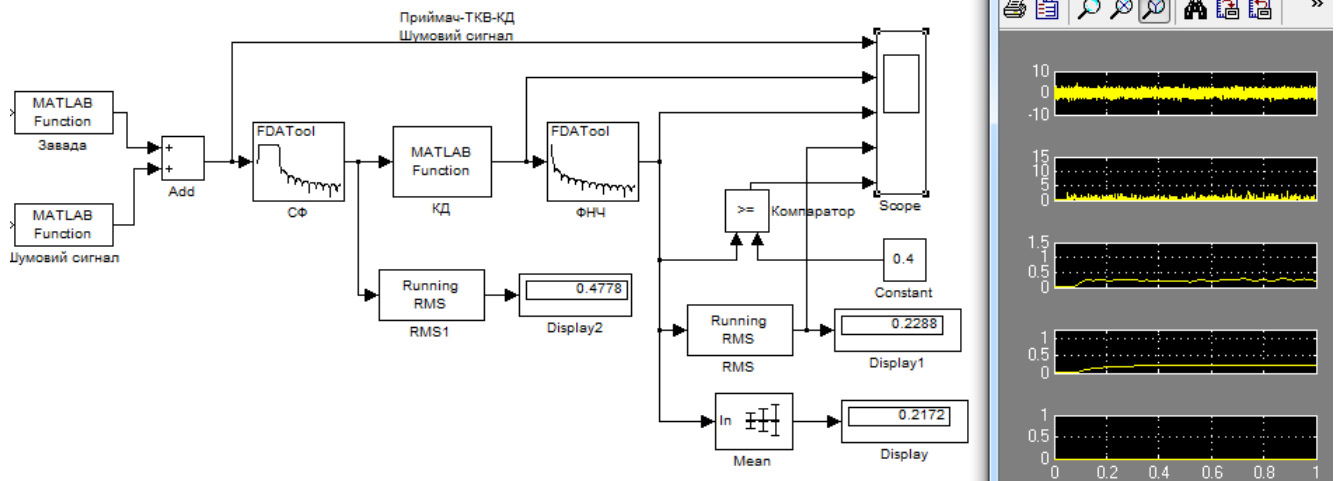 Приймач-ТКВ-КД
Шумовий сигнал
MATLAB
Function
Завада
MATLAB
Function
Шумовий сигнал
+
+
Add
FDATool
СФ
MATLAB
Function
КД
FDATool
ФНЧ
>=
Компаратор
Scope
0.4
Constant
Running
RMS
RMS1
0.4778
Display2
Running
RMS
RMS
0.2288
Display1
In
Mean
0.2172
Display
»
10
0
-10
15
10
5
0
1.5
1
0.5
0
1
0.5
0
1
0.5
0
0 0.2 0.4 0.6 0.8 1